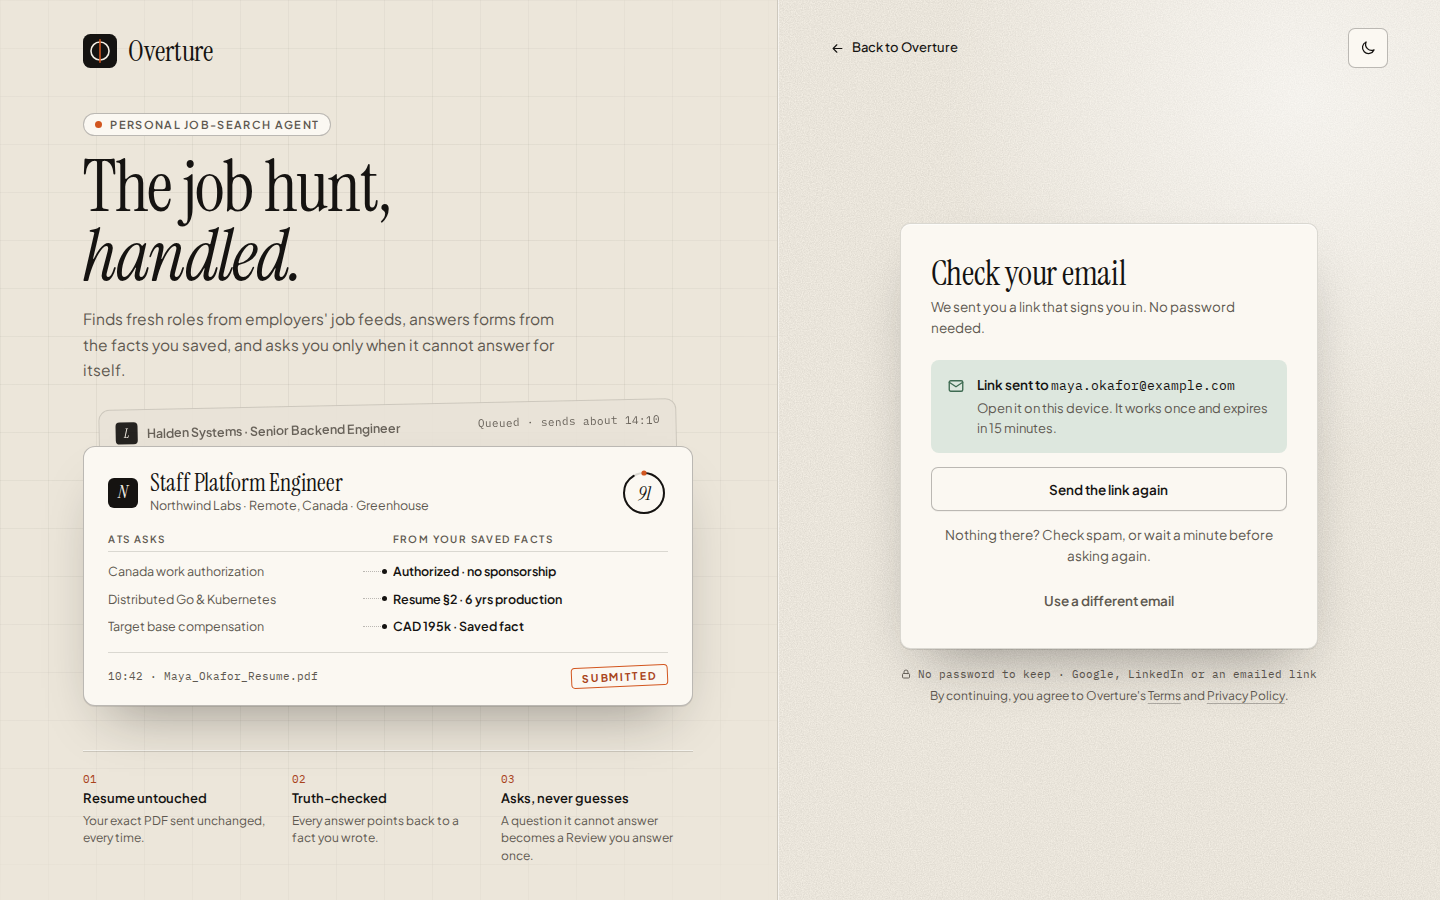 Overture
PERSONAL JOB-SEARCH AGENT
The job hunt,
handled.
Finds fresh roles from employers' job feeds, answers forms from
the facts you saved, and asks you only when it cannot answer for
itself.
L
Halden Systems · Senior Backend Engineer
Queued · sends about 14:10
N
Staff Platform Engineer
Northwind Labs · Remote, Canada · Greenhouse
91
ATS ASKS
FROM YOUR SAVED FACTS
Canada work authorization
Authorized · no sponsorship
Distributed Go & Kubernetes
Resume §2 · 6 yrs production
Target base compensation
CAD 195k · Saved fact
10:42 · Maya_Okafor_Resume.pdf
SUBMITTED
01
Resume untouched
Your exact PDF sent unchanged,
every time.
02
Truth-checked
Every answer points back to a
fact you wrote.
03
Asks, never guesses
A question it cannot answer
becomes a Review you answer
once.
← Back to Overture
Check your email
We sent you a link that signs you in. No password
needed.
Link sent to maya.okafor@example.com
Open it on this device. It works once and expires
in 15 minutes.
Send the link again
Nothing there? Check spam, or wait a minute before
asking again.
Use a different email
No password to keep · Google, LinkedIn or an emailed link
By continuing, you agree to Overture's Terms and Privacy Policy.